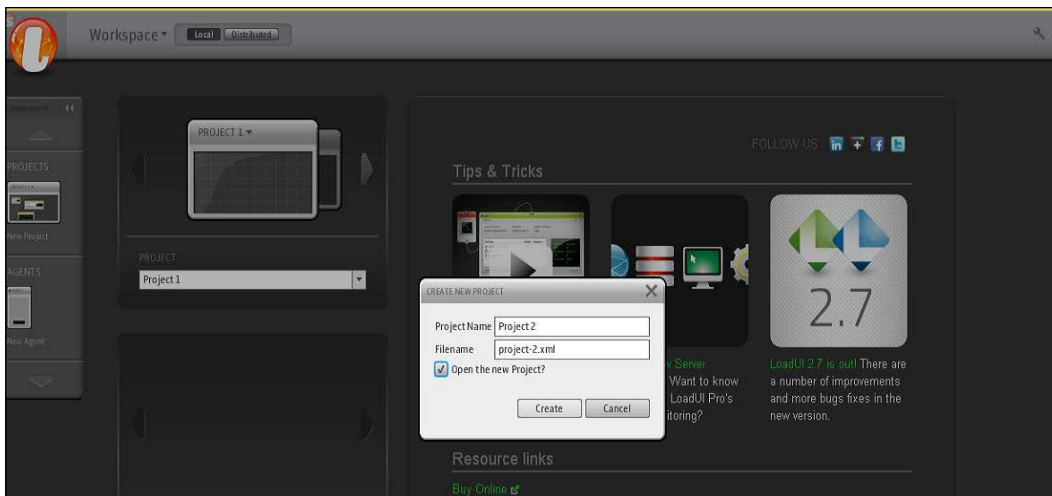 Workspace
Local Distributed
Components
PROJECTS
New Project
AGENTS
New Agent
PROJECT 1
PROJECT
Project 1
FOLLOW US
Tips & Tricks
2.7
CREATE NEW PROJECT
Project Name Project 2
Filename project-2.xml
Open the new Project?
Create Cancel
Server
Want to know
LoadUI Pro's
LoadUI 2.7 is out! There are
a number of improvements
and more bugs fixes in the
new version.
Resource links
Buy Online